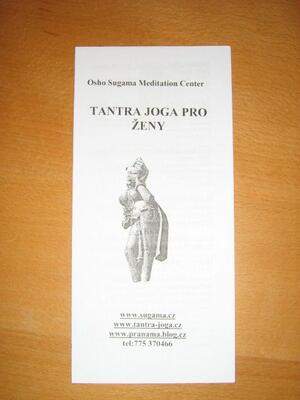 Osho Sugama Meditation Center
TANTRA JOGA PRO
ŽENY
www.sugama.cz
www.tantra-joga.cz
www.pranama.blog.cz
tel:775 370466